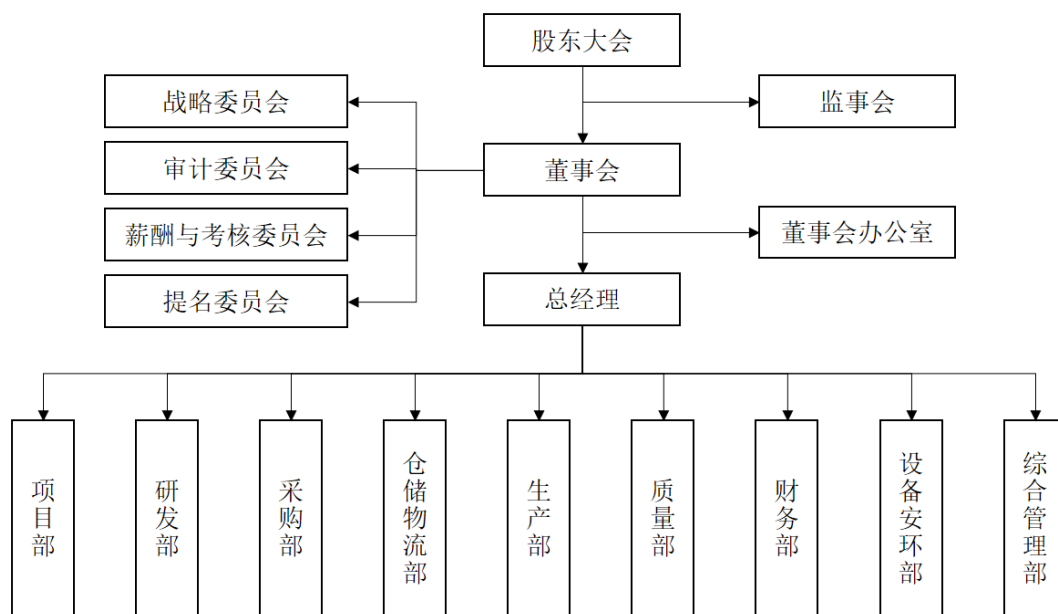 股东大会
战略委员会
监事会
审计委员会
董事会
薪酬与考核委员会
董事会办公室
提名委员会
总经理
项目部
研发部
采购部
仓储物流部
生产部
质量部
财务部
设备安环部
综合管理部